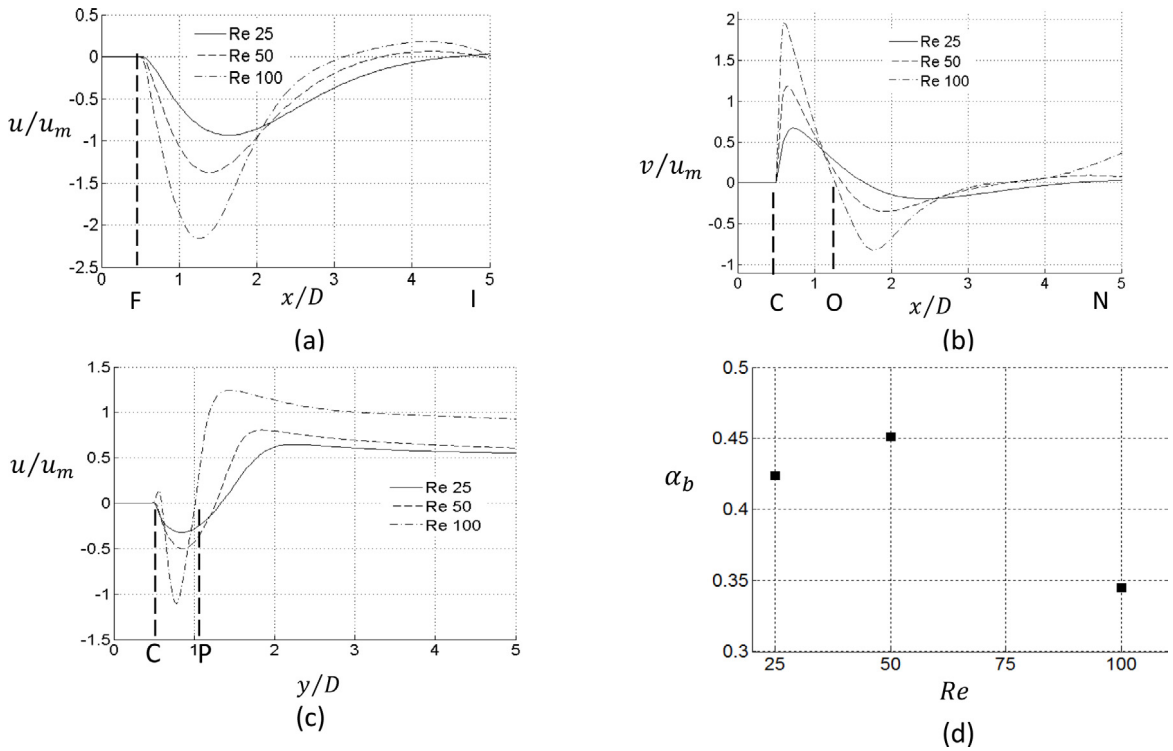 0.5
0
-0.5
-1
-1.5
-2
-2.5
u/u_m
Re 25
Re 50
Re 100
0 1 2 3 4 5
F x/D I
(a)
2
1.5
1
0.5
0
-0.5
-1
v/u_m
Re 25
Re 50
Re 100
0 1 2 3 4 5
C O x/D N
(b)
1.5
1
0.5
0
-0.5
-1
-1.5
u/u_m
Re 25
Re 50
Re 100
0 1 2 3 4 5
C P
y/D
(c)
0.5
0.45
0.4
0.35
0.3
α_b
25 50 75 100
Re
(d)